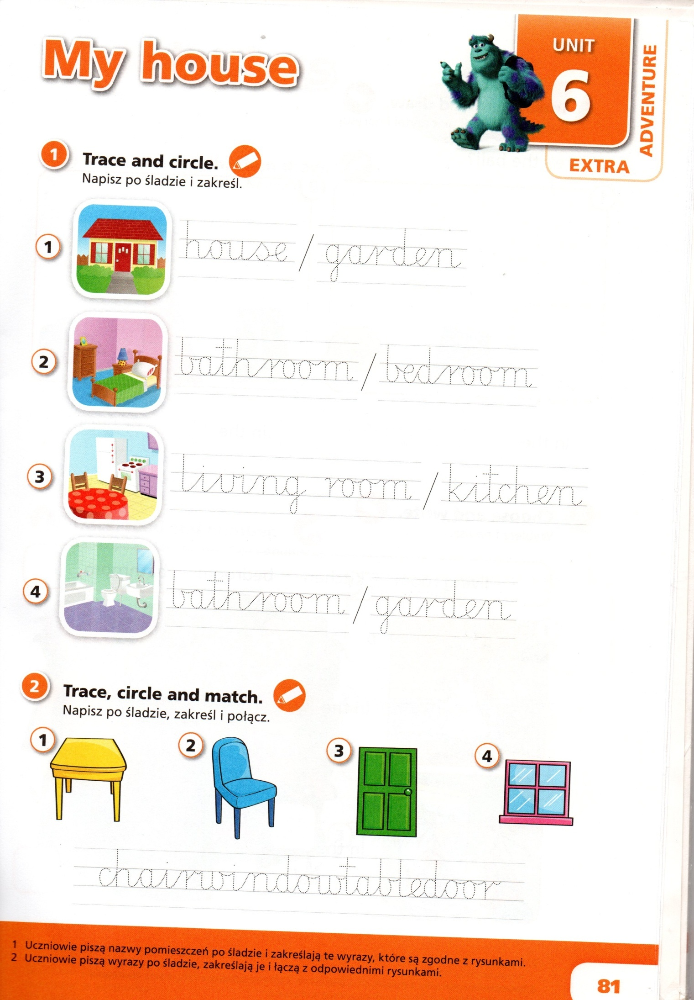 My house
UNIT
6
ADVENTURE
EXTRA
1 Trace and circle.
Napisz po śladzie i zakreśl.
1 house / garden
2 bathroom / bedroom
3 living room / kitchen
4 bathroom / garden
2 Trace, circle and match.
Napisz po śladzie, zakreśl i połącz.
1 2 3 4
chairwindowtabledoor
1 Uczniowie piszą nazwy pomieszczeń po śladzie i zakreślają te wyrazy, które są zgodne z rysunkami.
2 Uczniowie piszą wyrazy po śladzie, zakreślają je i łączą z odpowiednimi rysunkami.
81